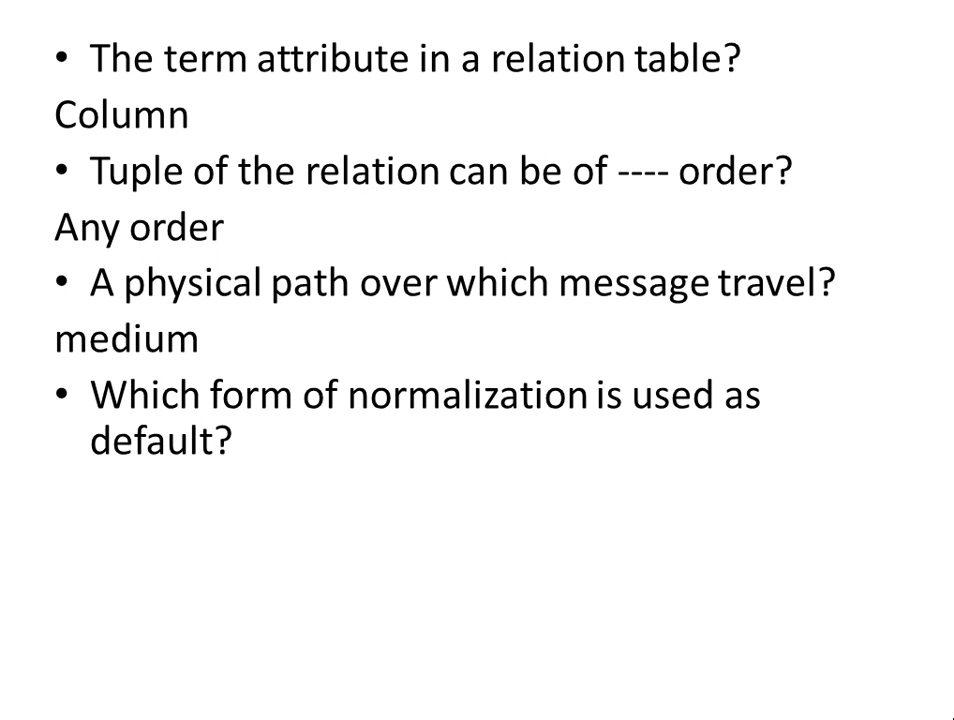 • The term attribute in a relation table?
Column
• Tuple of the relation can be of ---- order?
Any order
• A physical path over which message travel?
medium
• Which form of normalization is used as
default?